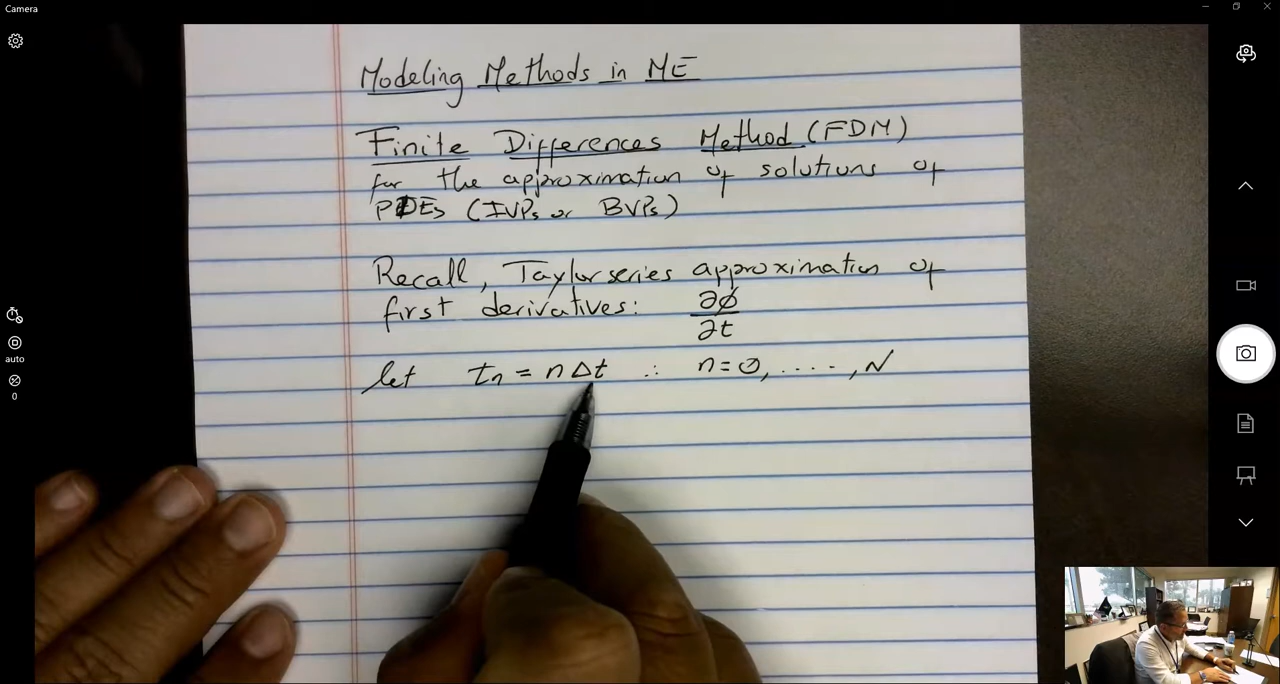 Camera
Modeling Methods in ME
Finite Differences Method (FDM)
for the approximation of solutions of
PDEs (IVPs or BVPs)
Recall, Taylor series approximation of
first derivatives: ∂ϕ/∂t
let tn = nΔt ∴ n=0, ...., N
auto
0